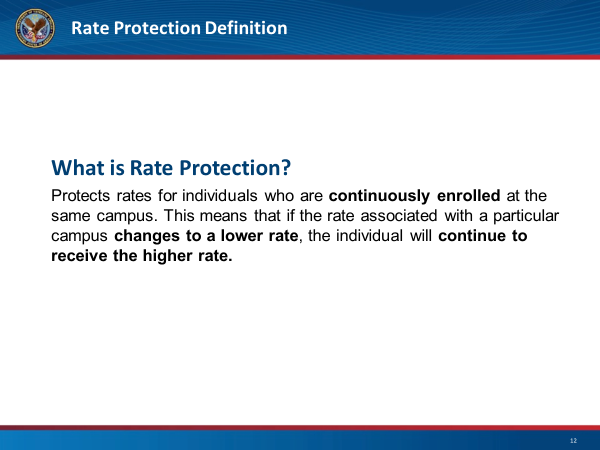 Rate Protection Definition
What is Rate Protection?
Protects rates for individuals who are continuously enrolled at the
same campus. This means that if the rate associated with a particular
campus changes to a lower rate, the individual will continue to
receive the higher rate.
12